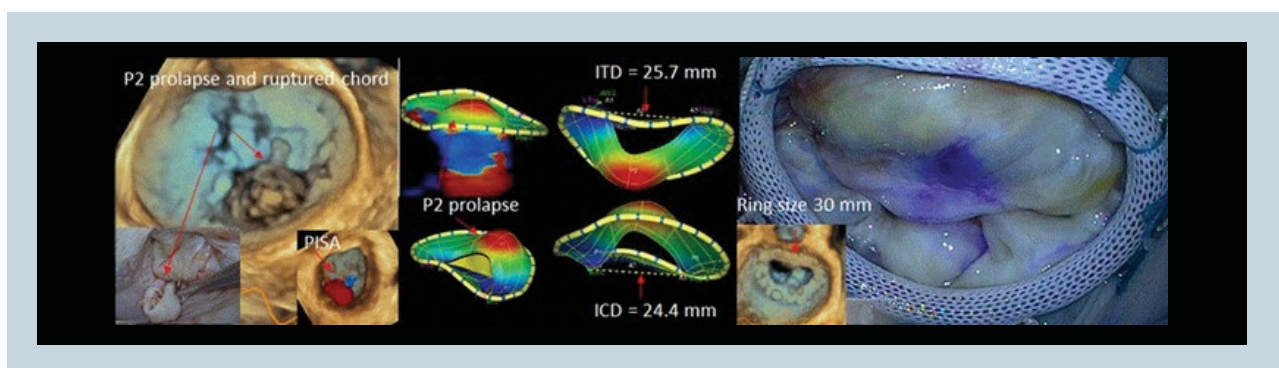 P2 prolapse and ruptured chord
PISA
ITD = 25.7 mm
P2 prolapse
ICD = 24.4 mm
Ring size 30 mm